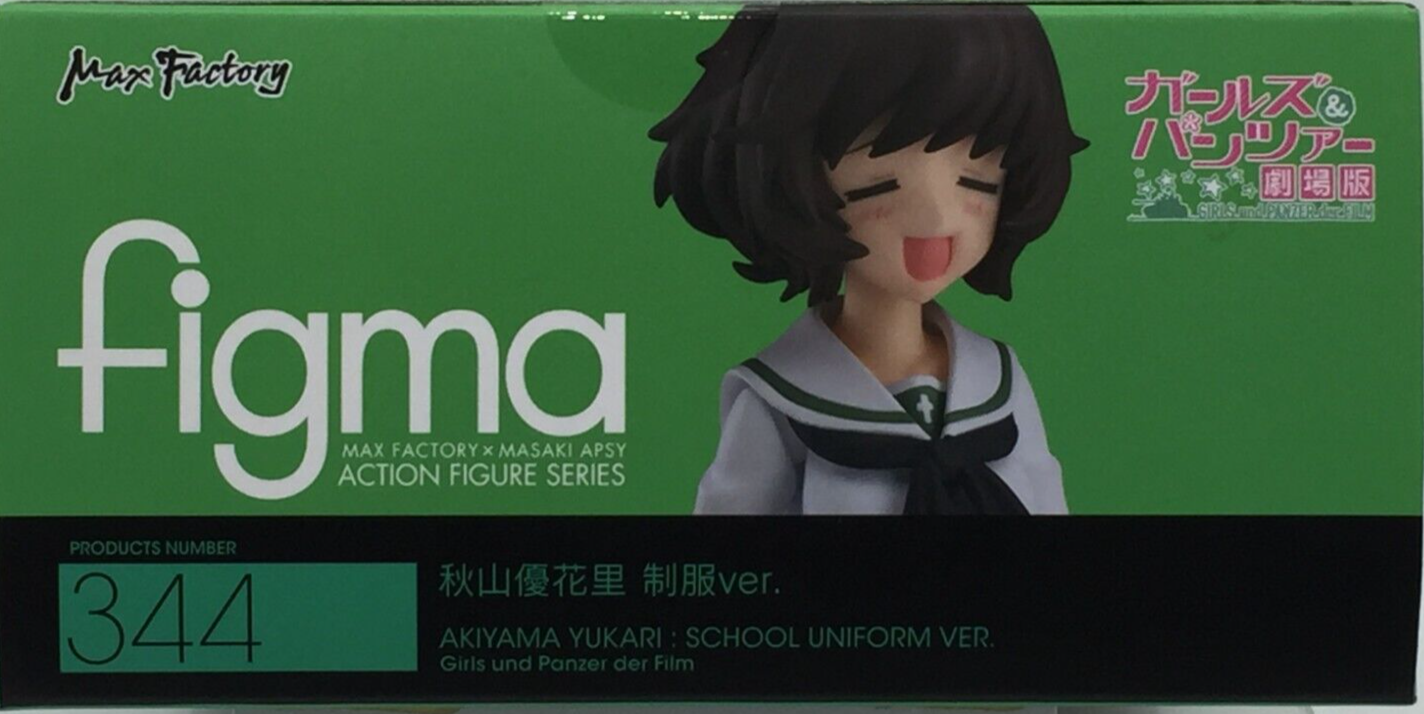 Max Factory
ガールズ&
パンツァー
劇場版
GIRLS und PANZER der FILM
figma
MAX FACTORY × MASAKI APSY
ACTION FIGURE SERIES
PRODUCTS NUMBER
344
秋山優花里 制服ver.
AKIYAMA YUKARI : SCHOOL UNIFORM VER.
Girls und Panzer der Film